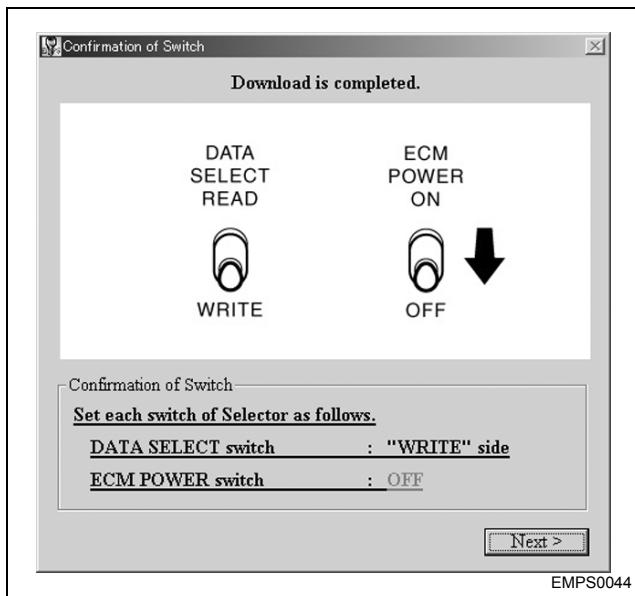 Confirmation of Switch
Download is completed.
DATA
SELECT
READ
WRITE
ECM
POWER
ON
OFF
Confirmation of Switch
Set each switch of Selector as follows.
DATA SELECT switch : "WRITE" side
ECM POWER switch : OFF
Next >
EMPS0044